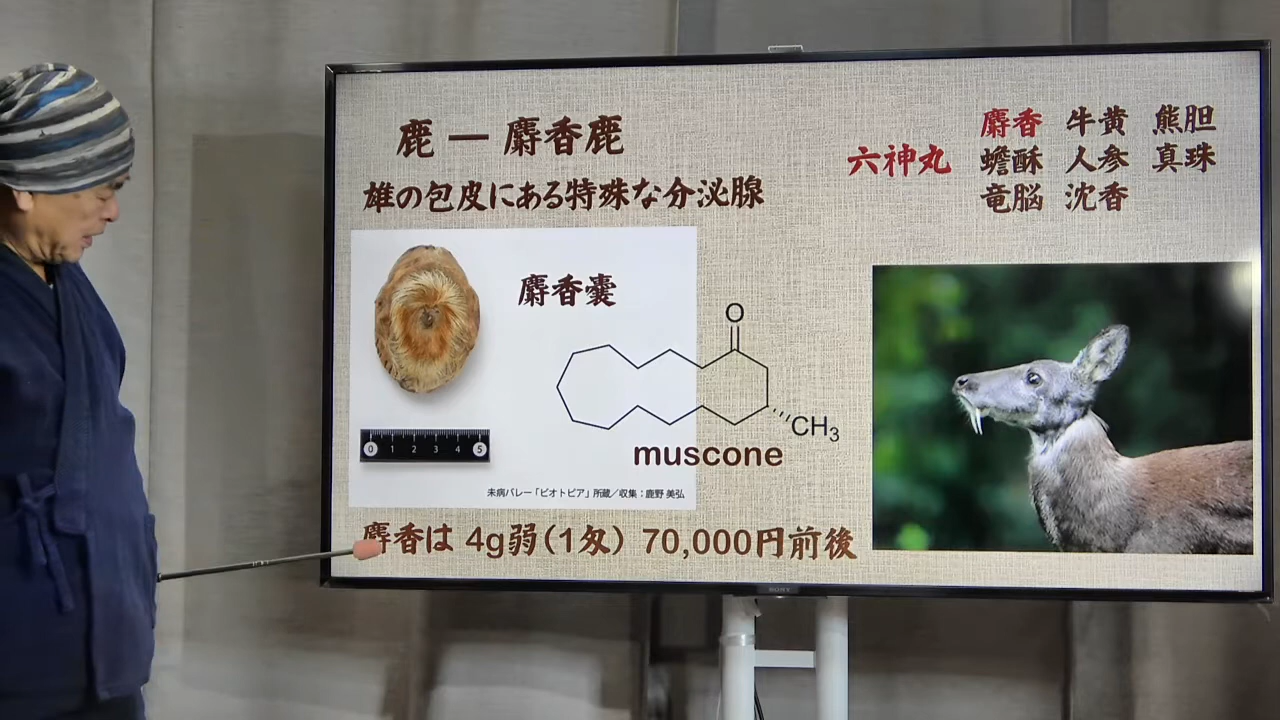 鹿 ― 麝香鹿
雄の包皮にある特殊な分泌腺
六神丸
麝香 牛黄 熊胆
蟾酥 人参 真珠
竜脳 沈香
麝香嚢
O
CH3
muscone
0 1 2 3 4 5
未病バレー「ビオトピア」所蔵／収集：鹿野 美弘
麝香は 4g弱(1匁) 70,000円前後
SONY